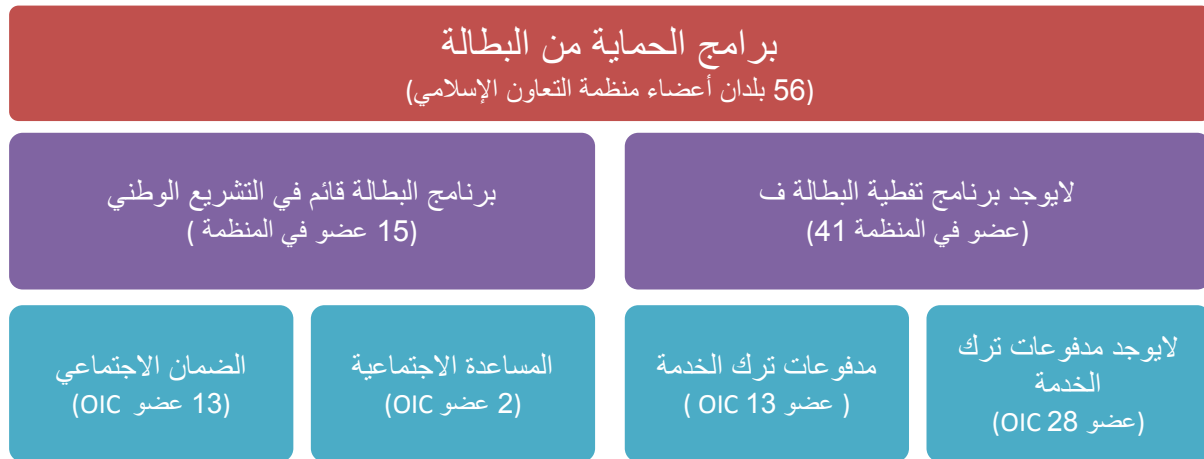 برامج الحماية من البطالة
(56 بلدان أعضاء منظمة التعاون الإسلامي)
لايوجد برنامج تفطية البطالة ف
(عضو في المنظمة 41)
برنامج البطالة قائم في التشريع الوطني
(15 عضو في المنظمة )
لايوجد مدفوعات ترك
الخدمة
(عضو OIC 28)
مدفوعات ترك الخدمة
( عضو OIC 13 )
المساعدة الاجتماعية
(2 عضو OIC)
الضمان الاجتماعي
(13 عضو OIC)